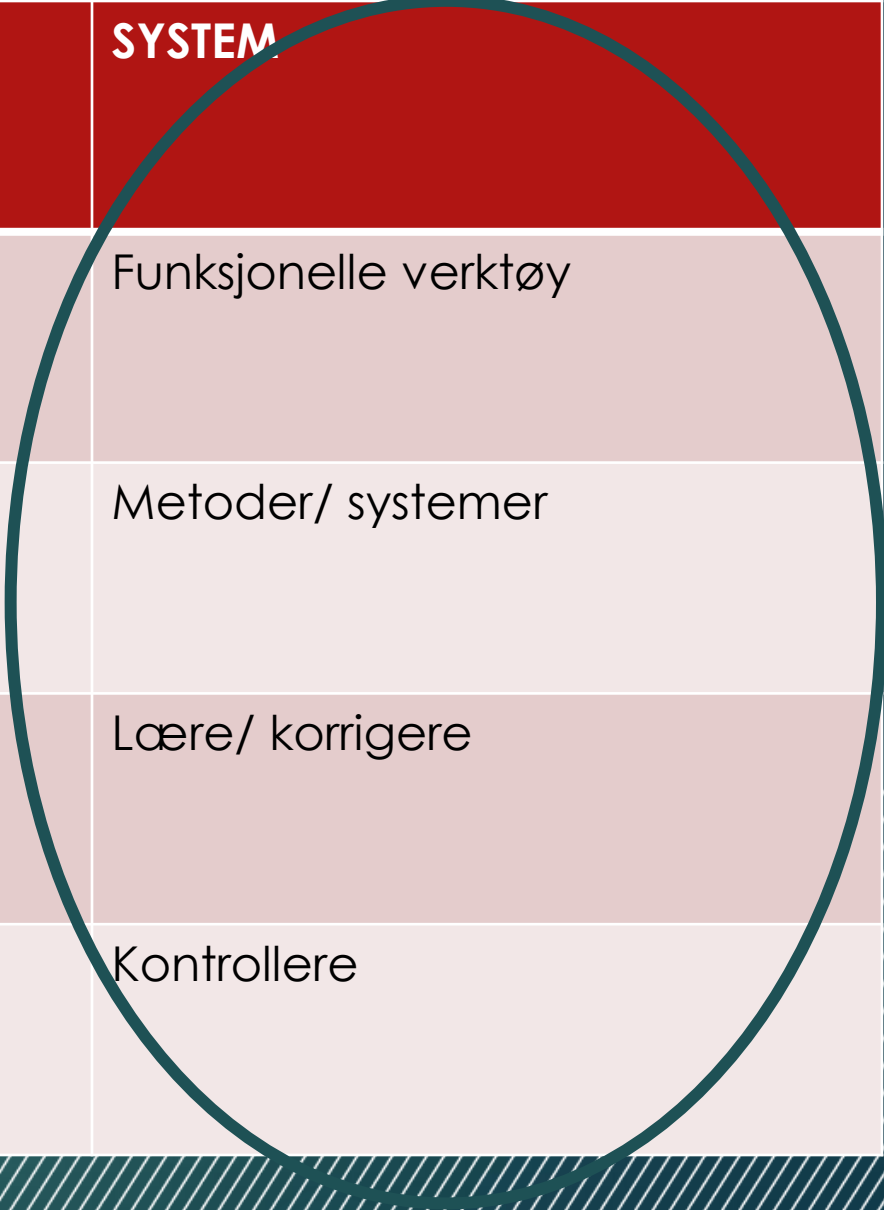 SYSTEM
Funksjonelle verktøy
Metoder/ systemer
Lære/ korrigere
Kontrollere